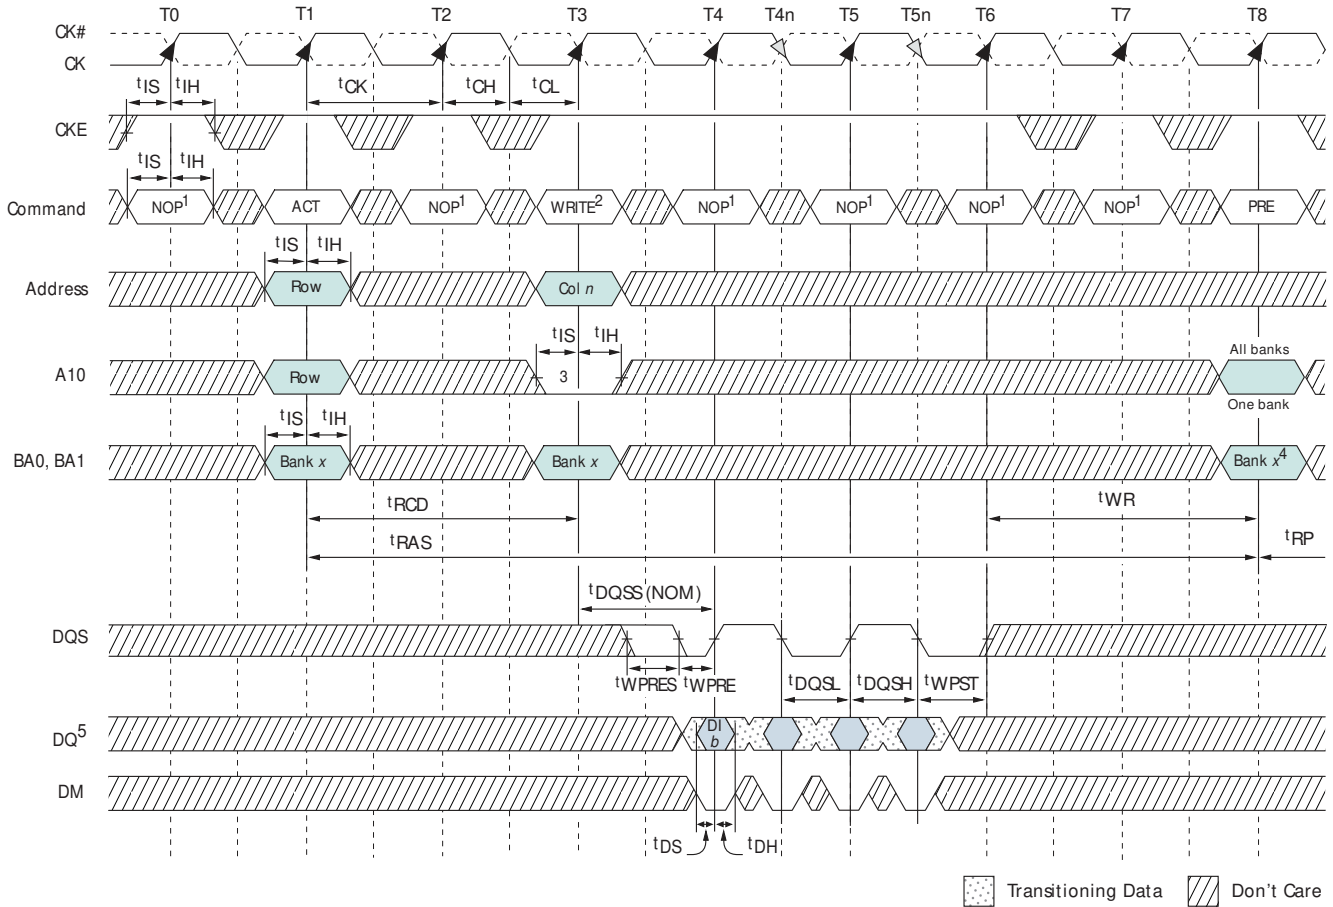 T0 T1 T2 T3 T4 T4n T5 T5n T6 T7 T8
CK#
CK
tIS tIH tCK tCH tCL
CKE
tIS tIH
Command NOP1 ACT NOP1 WRITE2 NOP1 NOP1 NOP1 NOP1 PRE
tIS tIH
Address Row Col n
tIS tIH
All banks
A10 Row 3
One bank
tIS tIH
BA0, BA1 Bank x Bank x Bank x4
tRCD tWR
tRAS tRP
tDQSS (NOM)
DQS
tWPRES tWPRE tDQSL tDQSH tWPST
DQ5 DI
b
DM
tDS tDH
Transitioning Data Don't Care